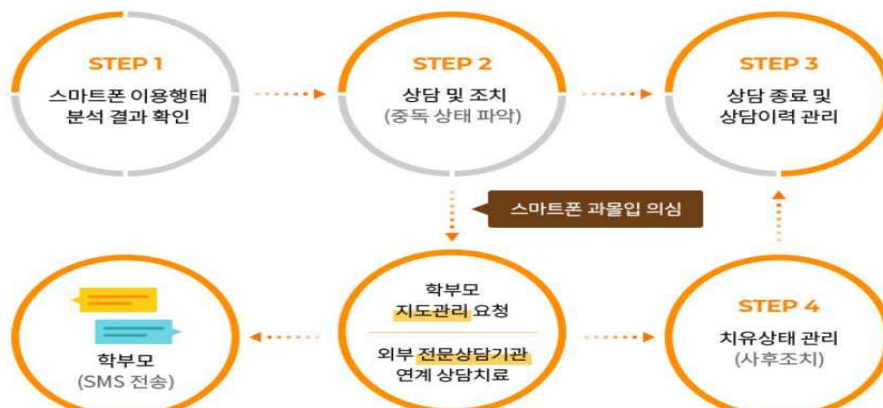 STEP 1
스마트폰 이용행태
분석 결과 확인
STEP 2
상담 및 조치
(중독 상태 파악)
STEP 3
상담 종료 및
상담이력 관리
스마트폰 과몰입 의심
학부모
(SMS 전송)
학부모
지도관리 요청
외부 전문상담기관
연계 상담치료
STEP 4
치유상태 관리
(사후조치)